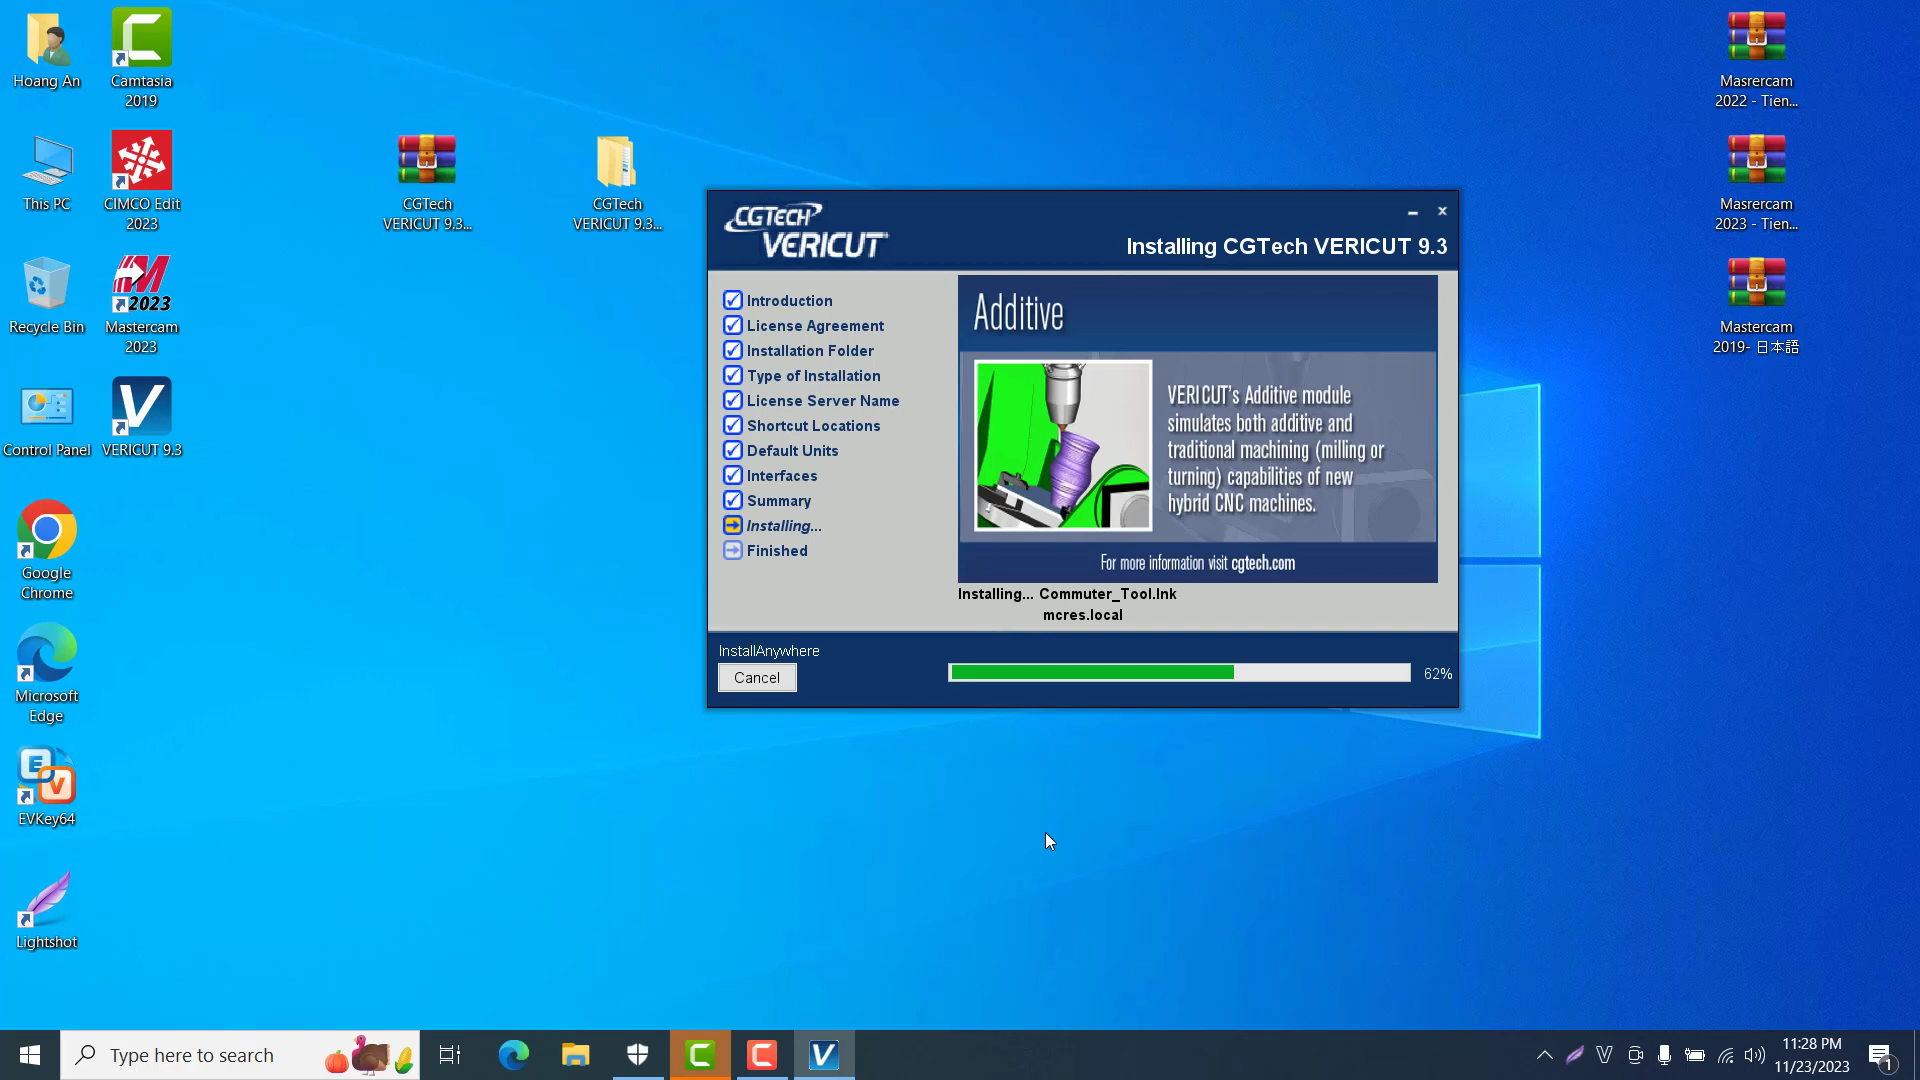 Hoang An
Camtasia
2019
This PC
CIMCO Edit
2023
Recycle Bin
Mastercam
2023
Control Panel
VERICUT 9.3
Google
Chrome
Microsoft
Edge
EVKey64
Lightshot
CGTech
VERICUT 9.3...
CGTech
VERICUT 9.3...
Masrercam
2022 - Tien...
Masrercam
2023 - Tien...
Mastercam
2019- 日本語
CGTECH
VERICUT
Installing CGTech VERICUT 9.3
Introduction
License Agreement
Installation Folder
Type of Installation
License Server Name
Shortcut Locations
Default Units
Interfaces
Summary
Installing...
Finished
Additive
VERICUT's Additive module
simulates both additive and
traditional machining (milling or
turning) capabilities of new
hybrid CNC machines.
For more information visit cgtech.com
Installing... Commuter_Tool.lnk
mcres.local
InstallAnywhere
Cancel
62%
Type here to search
11:28 PM
11/23/2023
1